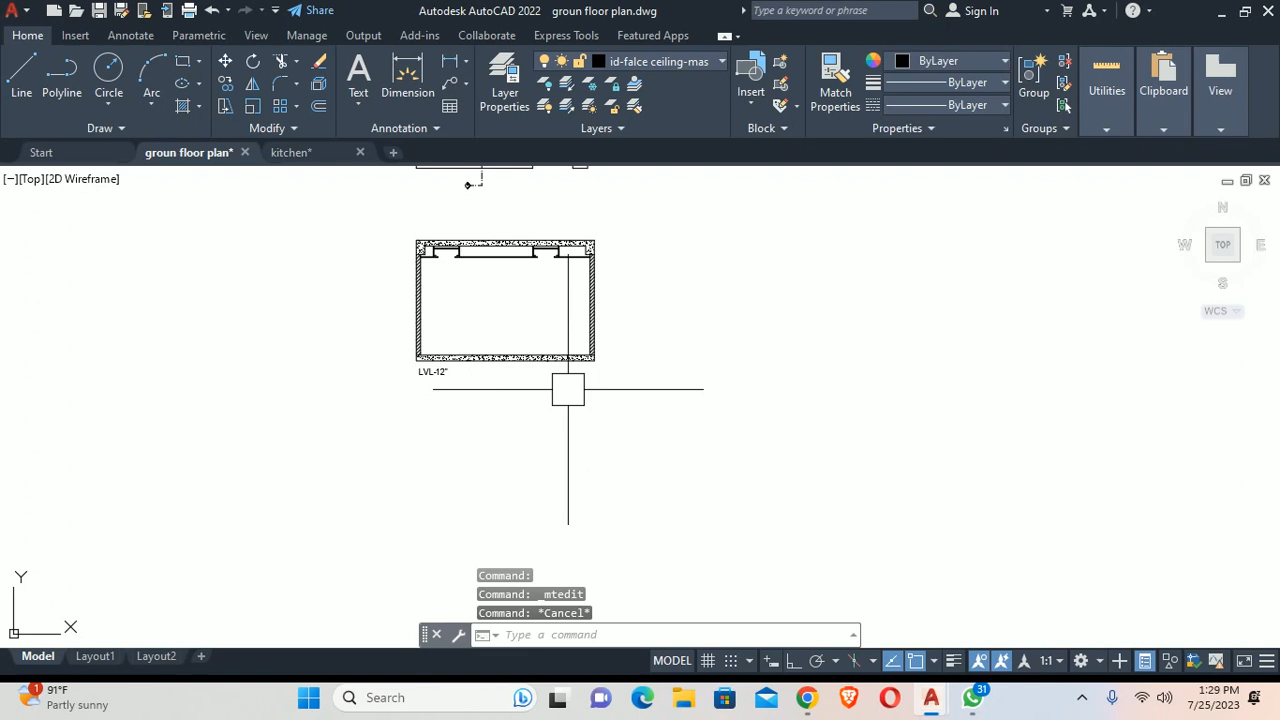 Share
Autodesk AutoCAD 2022 groun floor plan.dwg
Type a keyword or phrase
Sign In
Home Insert Annotate Parametric View Manage Output Add-ins Collaborate Express Tools Featured Apps
Line Polyline Circle Arc
Draw
Modify
Text Dimension
Annotation
Layer Properties
id-falce ceiling-mas
Layers
Insert
Block
Match Properties
ByLayer
ByLayer
ByLayer
Properties
Group
Groups
Utilities
Clipboard
View
Start groun floor plan* kitchen*
[−][Top][2D Wireframe]
N
W TOP E
S
WCS
LVL-12"
Y
X
Command:
Command: _mtedit
Command: *Cancel*
Type a command
Model Layout1 Layout2
MODEL 1:1
1 91°F
Partly sunny
Search
31
1:29 PM
7/25/2023